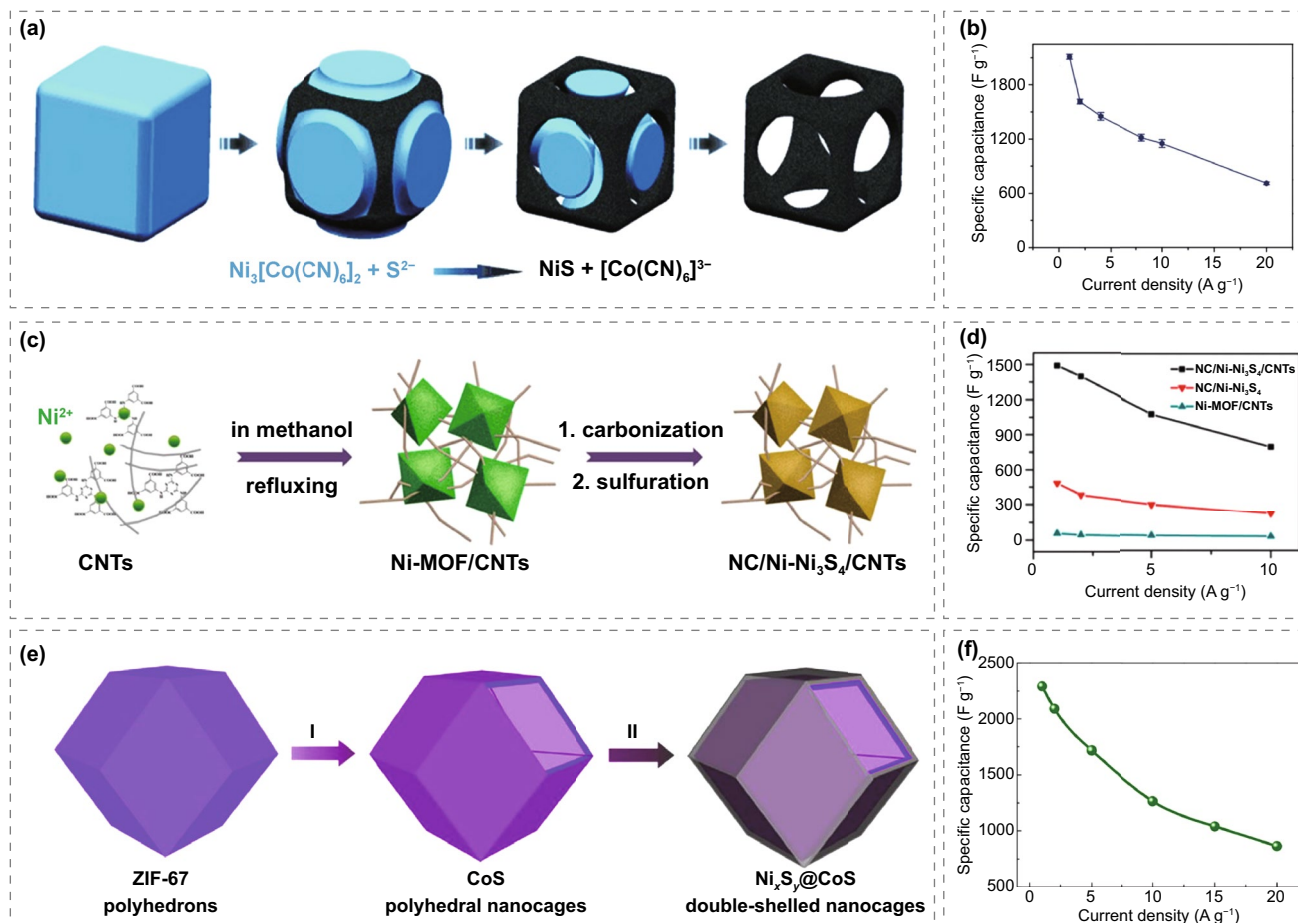 (a)
Ni₃[Co(CN)₆]₂ + S²⁻ NiS + [Co(CN)₆]³⁻
(b)
Specific capacitance (F g⁻¹)
1800
1200
600
0
0 5 10 15 20
Current density (A g⁻¹)
(c)
Ni²⁺
in methanol
refluxing
1. carbonization
2. sulfuration
CNTs
Ni-MOF/CNTs
NC/Ni-Ni₃S₄/CNTs
(d)
Specific capacitance (F g⁻¹)
1500
1200
900
600
300
0
NC/Ni-Ni₃S₄/CNTs
NC/Ni-Ni₃S₄
Ni-MOF/CNTs
0 5 10
Current density (A g⁻¹)
(e)
I
II
ZIF-67
polyhedrons
CoS
polyhedral nanocages
NiₓSᵧ@CoS
double-shelled nanocages
(f)
Specific capacitance (F g⁻¹)
2500
2000
1500
1000
500
0 5 10 15 20
Current density (A g⁻¹)